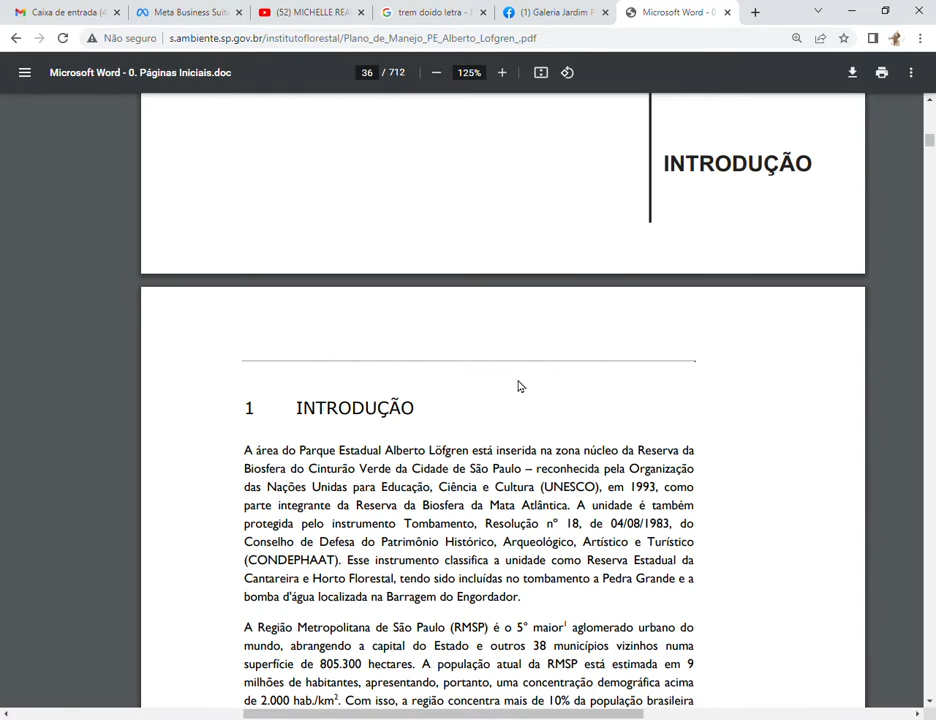 Caixa de entrada (4
Meta Business Suit
(52) MICHELLE REA
trem doido letra -
(1) Galeria Jardim P
Microsoft Word - 0
Não seguro
s.ambiente.sp.gov.br/institutoflorestal/Plano_de_Manejo_PE_Alberto_Lofgren_.pdf
Microsoft Word - 0. Páginas Iniciais.doc
36 / 712
125%
INTRODUÇÃO
1 INTRODUÇÃO
A área do Parque Estadual Alberto Löfgren está inserida na zona núcleo da Reserva da
Biosfera do Cinturão Verde da Cidade de São Paulo – reconhecida pela Organização
das Nações Unidas para Educação, Ciência e Cultura (UNESCO), em 1993, como
parte integrante da Reserva da Biosfera da Mata Atlântica. A unidade é também
protegida pelo instrumento Tombamento, Resolução nº 18, de 04/08/1983, do
Conselho de Defesa do Patrimônio Histórico, Arqueológico, Artístico e Turístico
(CONDEPHAAT). Esse instrumento classifica a unidade como Reserva Estadual da
Cantareira e Horto Florestal, tendo sido incluídas no tombamento a Pedra Grande e a
bomba d'água localizada na Barragem do Engordador.
A Região Metropolitana de São Paulo (RMSP) é o 5° maior¹ aglomerado urbano do
mundo, abrangendo a capital do Estado e outros 38 municípios vizinhos numa
superfície de 805.300 hectares. A população atual da RMSP está estimada em 9
milhões de habitantes, apresentando, portanto, uma concentração demográfica acima
de 2.000 hab./km². Com isso, a região concentra mais de 10% da população brasileira